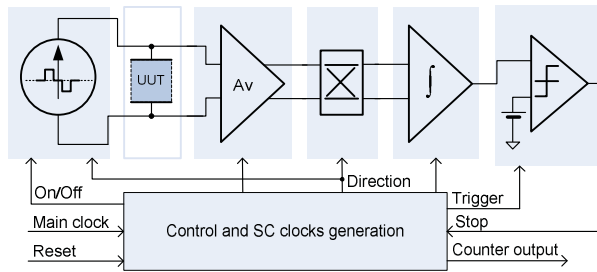 UUT
Av
∫
On/Off
Direction
Trigger
Main clock
Control and SC clocks generation
Stop
Reset
Counter output